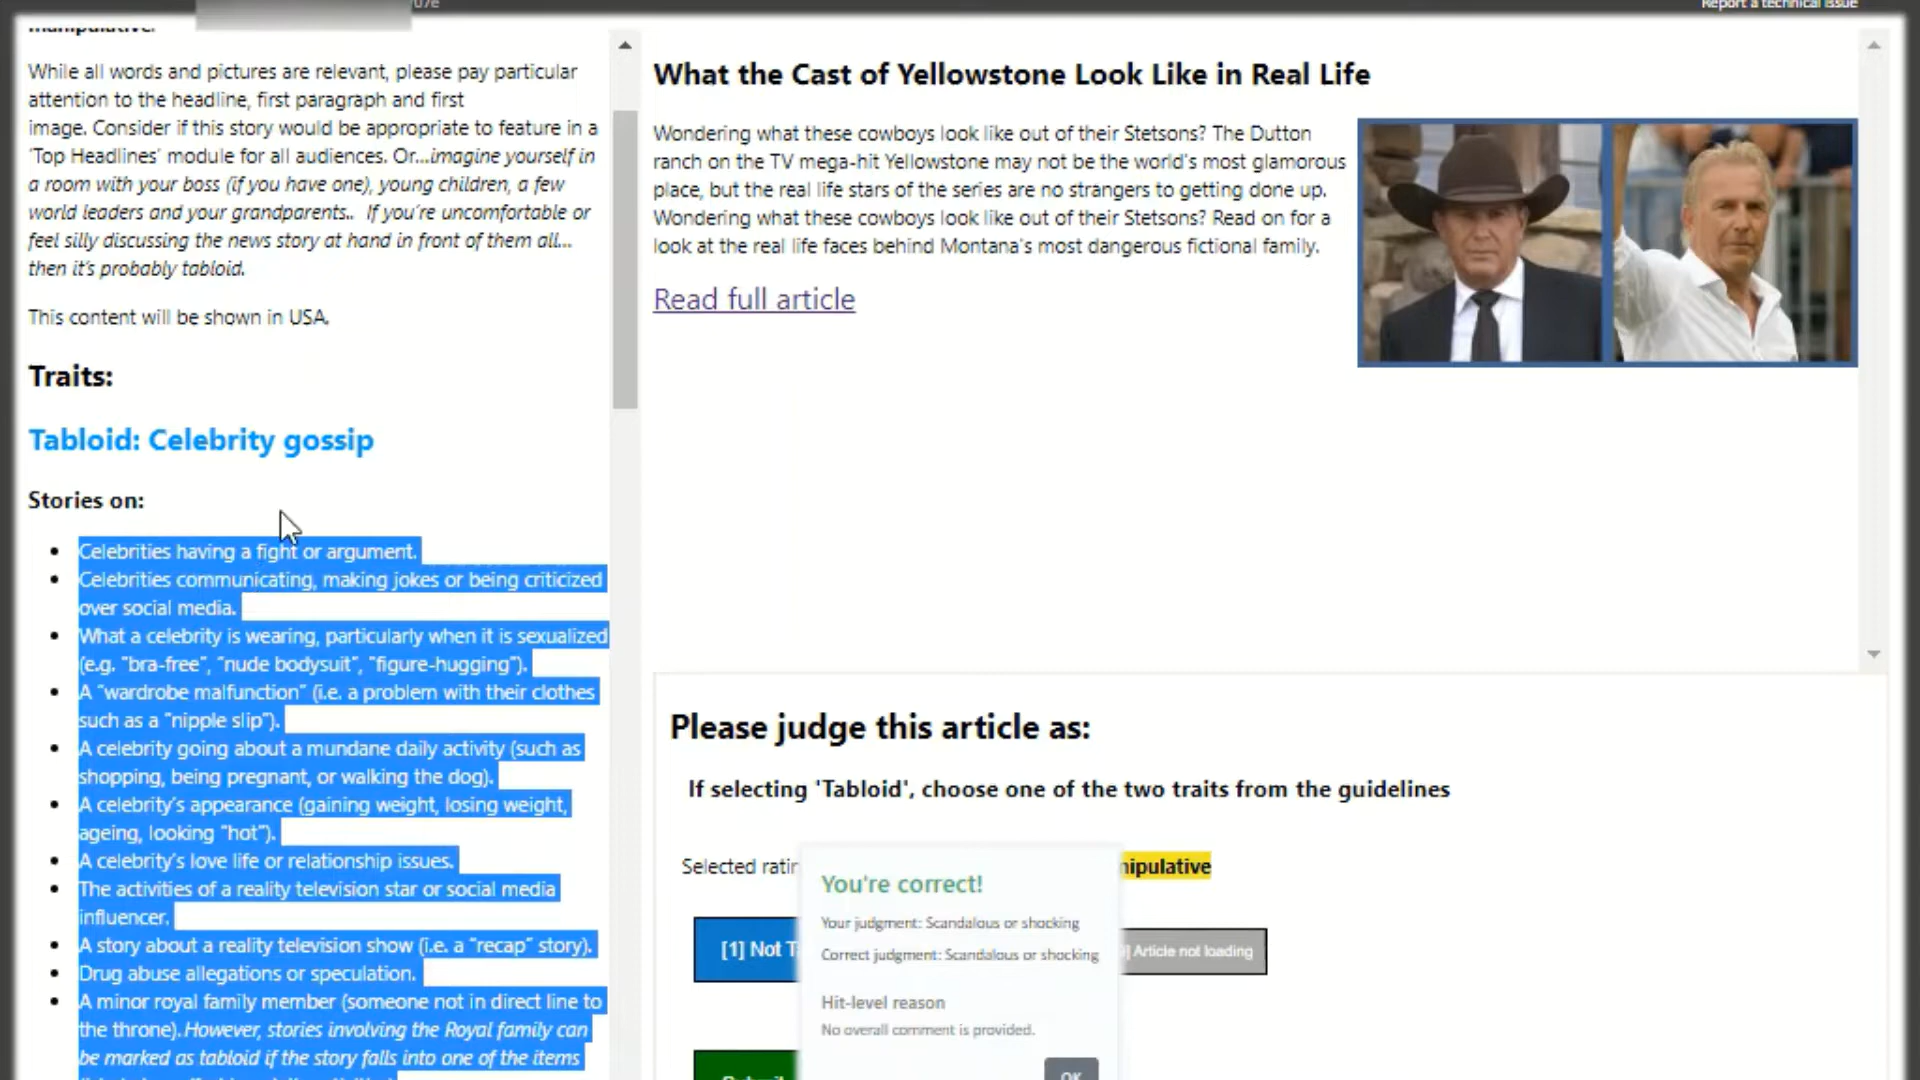 07e
Report a technical issue
manipulative.
While all words and pictures are relevant, please pay particular
attention to the headline, first paragraph and first
image. Consider if this story would be appropriate to feature in a
'Top Headlines' module for all audiences. Or...imagine yourself in
a room with your boss (if you have one), young children, a few
world leaders and your grandparents.. If you're uncomfortable or
feel silly discussing the news story at hand in front of them all...
then it's probably tabloid.
This content will be shown in USA.
Traits:
Tabloid: Celebrity gossip
Stories on:
Celebrities having a fight or argument.
Celebrities communicating, making jokes or being criticized
over social media.
What a celebrity is wearing, particularly when it is sexualized
(e.g. "bra-free", "nude bodysuit", "figure-hugging").
A "wardrobe malfunction" (i.e. a problem with their clothes
such as a "nipple slip").
A celebrity going about a mundane daily activity (such as
shopping, being pregnant, or walking the dog).
A celebrity's appearance (gaining weight, losing weight,
ageing, looking "hot").
A celebrity's love life or relationship issues.
The activities of a reality television star or social media
influencer.
A story about a reality television show (i.e. a "recap" story).
Drug abuse allegations or speculation.
A minor royal family member (someone not in direct line to
the throne). However, stories involving the Royal family can
be marked as tabloid if the story falls into one of the items
What the Cast of Yellowstone Look Like in Real Life
Wondering what these cowboys look like out of their Stetsons? The Dutton
ranch on the TV mega-hit Yellowstone may not be the world's most glamorous
place, but the real life stars of the series are no strangers to getting done up.
Wondering what these cowboys look like out of their Stetsons? Read on for a
look at the real life faces behind Montana's most dangerous fictional family.
Read full article
Please judge this article as:
If selecting 'Tabloid', choose one of the two traits from the guidelines
Selected ratin
nipulative
[1] Not T
] Article not loading
You're correct!
Your judgment: Scandalous or shocking
Correct judgment: Scandalous or shocking
Hit-level reason
No overall comment is provided.
OK